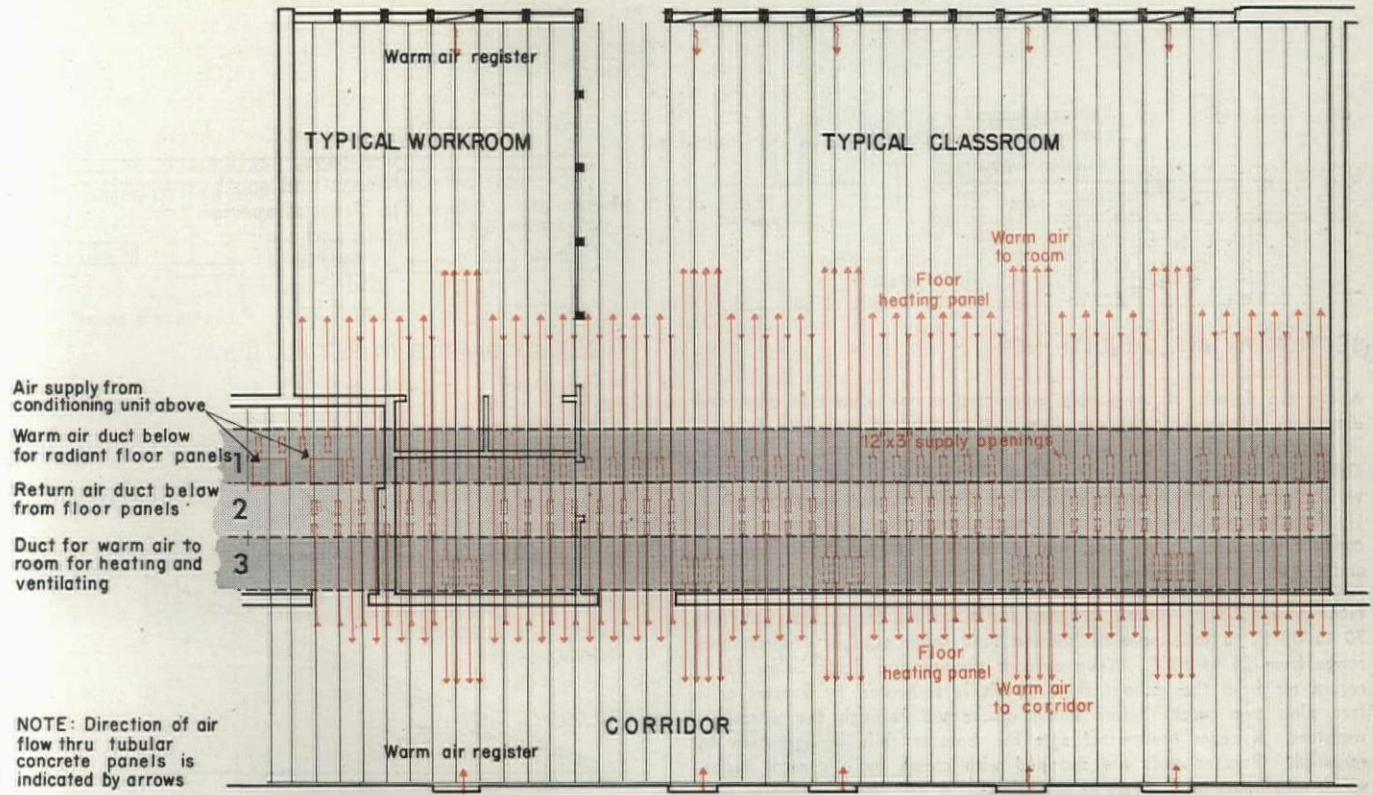 Warm air register
TYPICAL WORKROOM
TYPICAL CLASSROOM
Warm air
to room
Floor
heating panel
Air supply from
conditioning unit above
Warm air duct below
for radiant floor panels
1
12"x3" supply openings
Return air duct below
from floor panels
2
Duct for warm air to
room for heating and
ventilating
3
Floor
heating panel
Warm air
to corridor
CORRIDOR
NOTE: Direction of air
flow thru tubular
concrete panels is
indicated by arrows
Warm air register